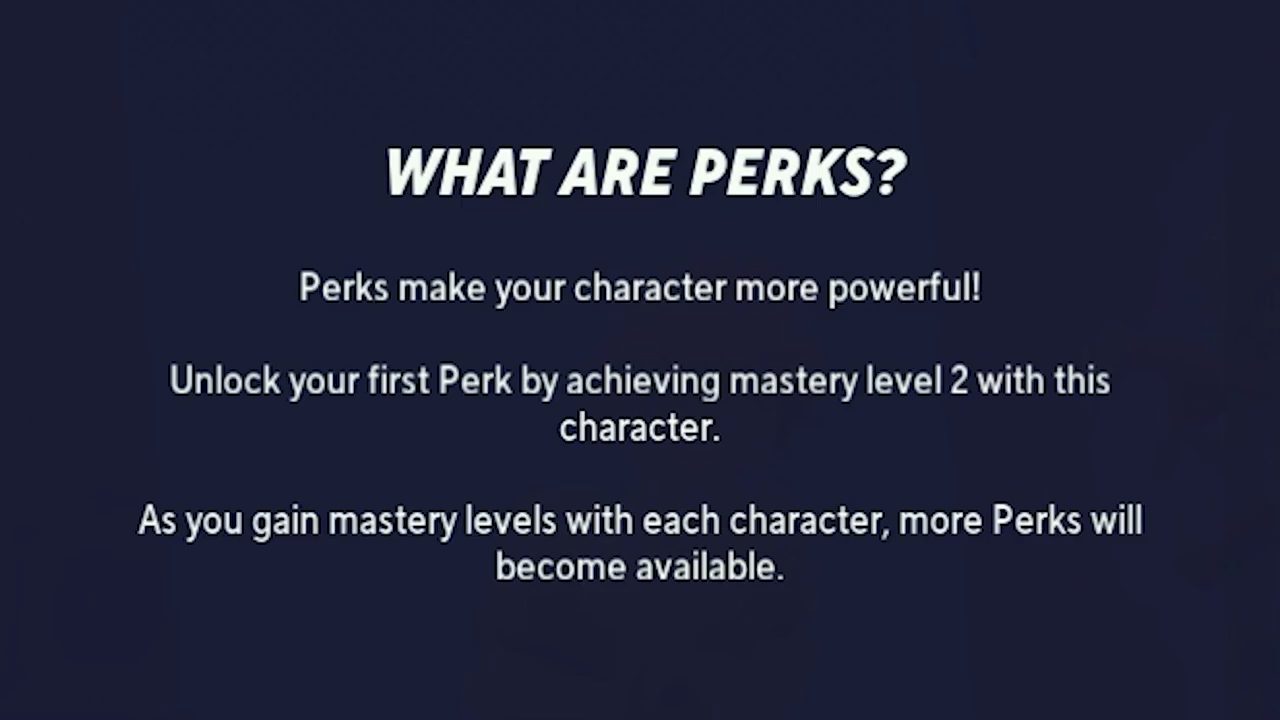 WHAT ARE PERKS?
Perks make your character more powerful!
Unlock your first Perk by achieving mastery level 2 with this
character.
As you gain mastery levels with each character, more Perks will
become available.